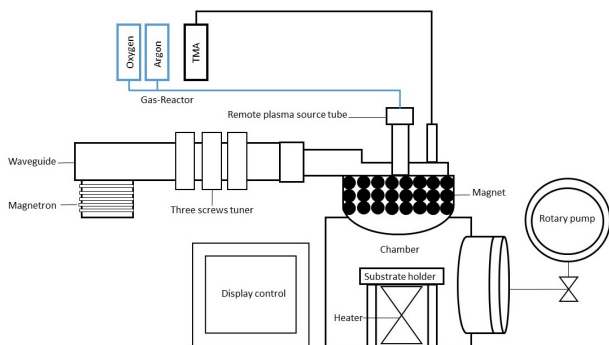 Oxygen
Argon
TMA
Gas-Reactor
Remote plasma source tube
Waveguide
Magnetron
Three screws tuner
Magnet
Rotary pump
Chamber
Substrate holder
Display control
Heater